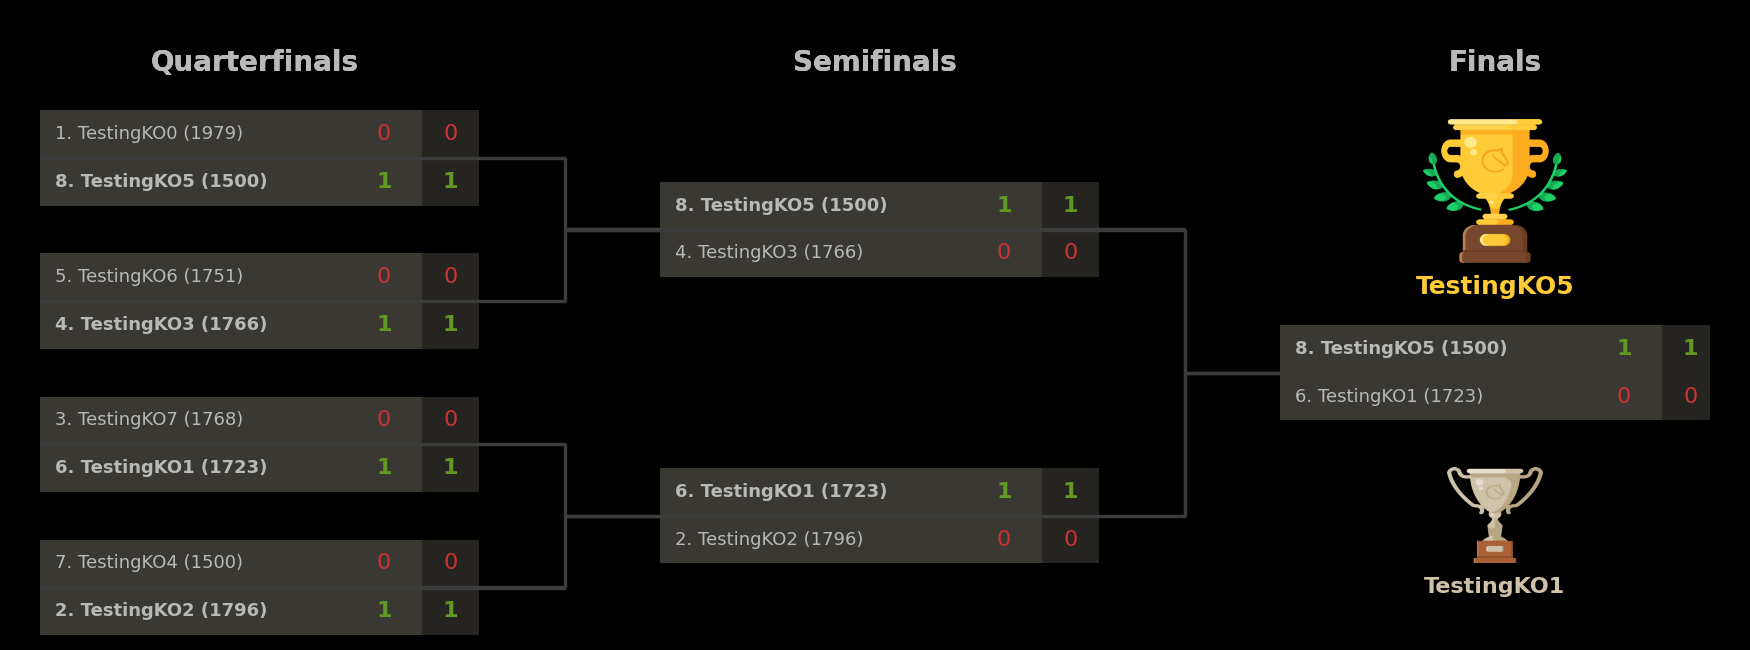 Quarterfinals
1. TestingKO0 (1979) 0 0
8. TestingKO5 (1500) 1 1
5. TestingKO6 (1751) 0 0
4. TestingKO3 (1766) 1 1
3. TestingKO7 (1768) 0 0
6. TestingKO1 (1723) 1 1
7. TestingKO4 (1500) 0 0
2. TestingKO2 (1796) 1 1
Semifinals
8. TestingKO5 (1500) 1 1
4. TestingKO3 (1766) 0 0
6. TestingKO1 (1723) 1 1
2. TestingKO2 (1796) 0 0
Finals
TestingKO5
8. TestingKO5 (1500) 1 1
6. TestingKO1 (1723) 0 0
TestingKO1